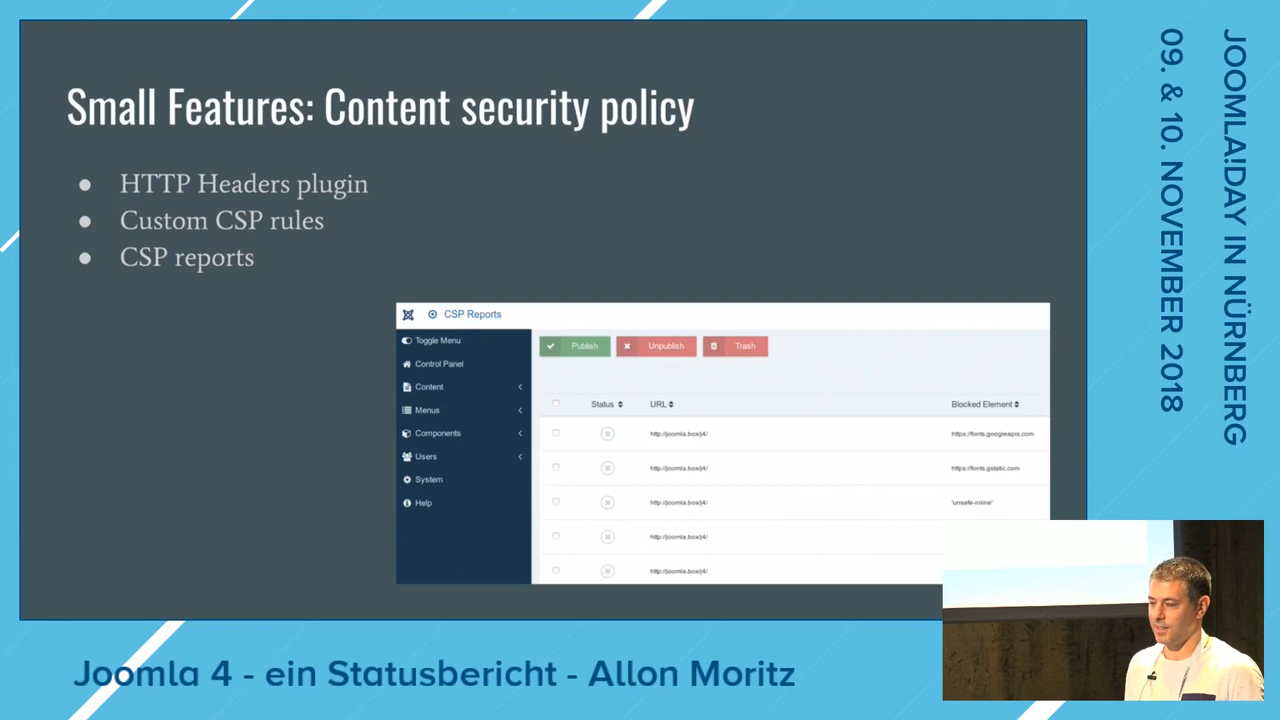 Small Features: Content security policy
● HTTP Headers plugin
● Custom CSP rules
● CSP reports
CSP Reports
Toggle Menu
Control Panel
Content
Menus
Components
Users
System
Help
Publish Unpublish Trash
Status URL Blocked Element
http://joomla.box/j4/ https://fonts.googleapis.com
http://joomla.box/j4/ https://fonts.gstatic.com
http://joomla.box/j4/ 'unsafe-inline'
http://joomla.box/j4/
http://joomla.box/j4/
JOOMLA!DAY IN NÜRNBERG
09. & 10. NOVEMBER 2018
Joomla 4 - ein Statusbericht - Allon Moritz